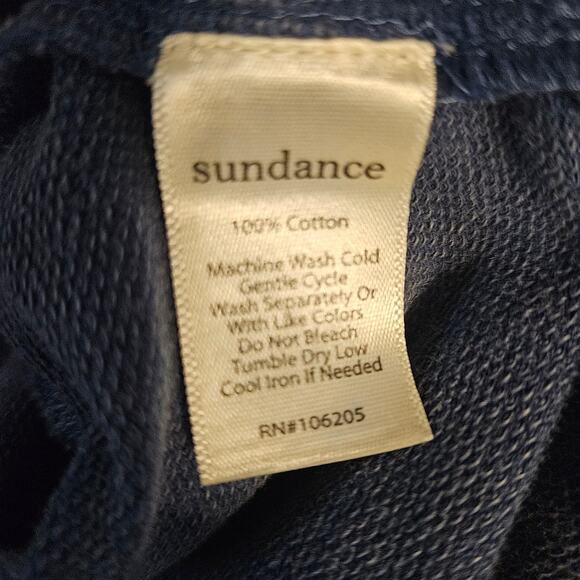 sundance
100% Cotton
Machine Wash Cold
Gentle Cycle
Wash Separately Or
With Like Colors
Do Not Bleach
Tumble Dry Low
Cool Iron If Needed
RN#106205